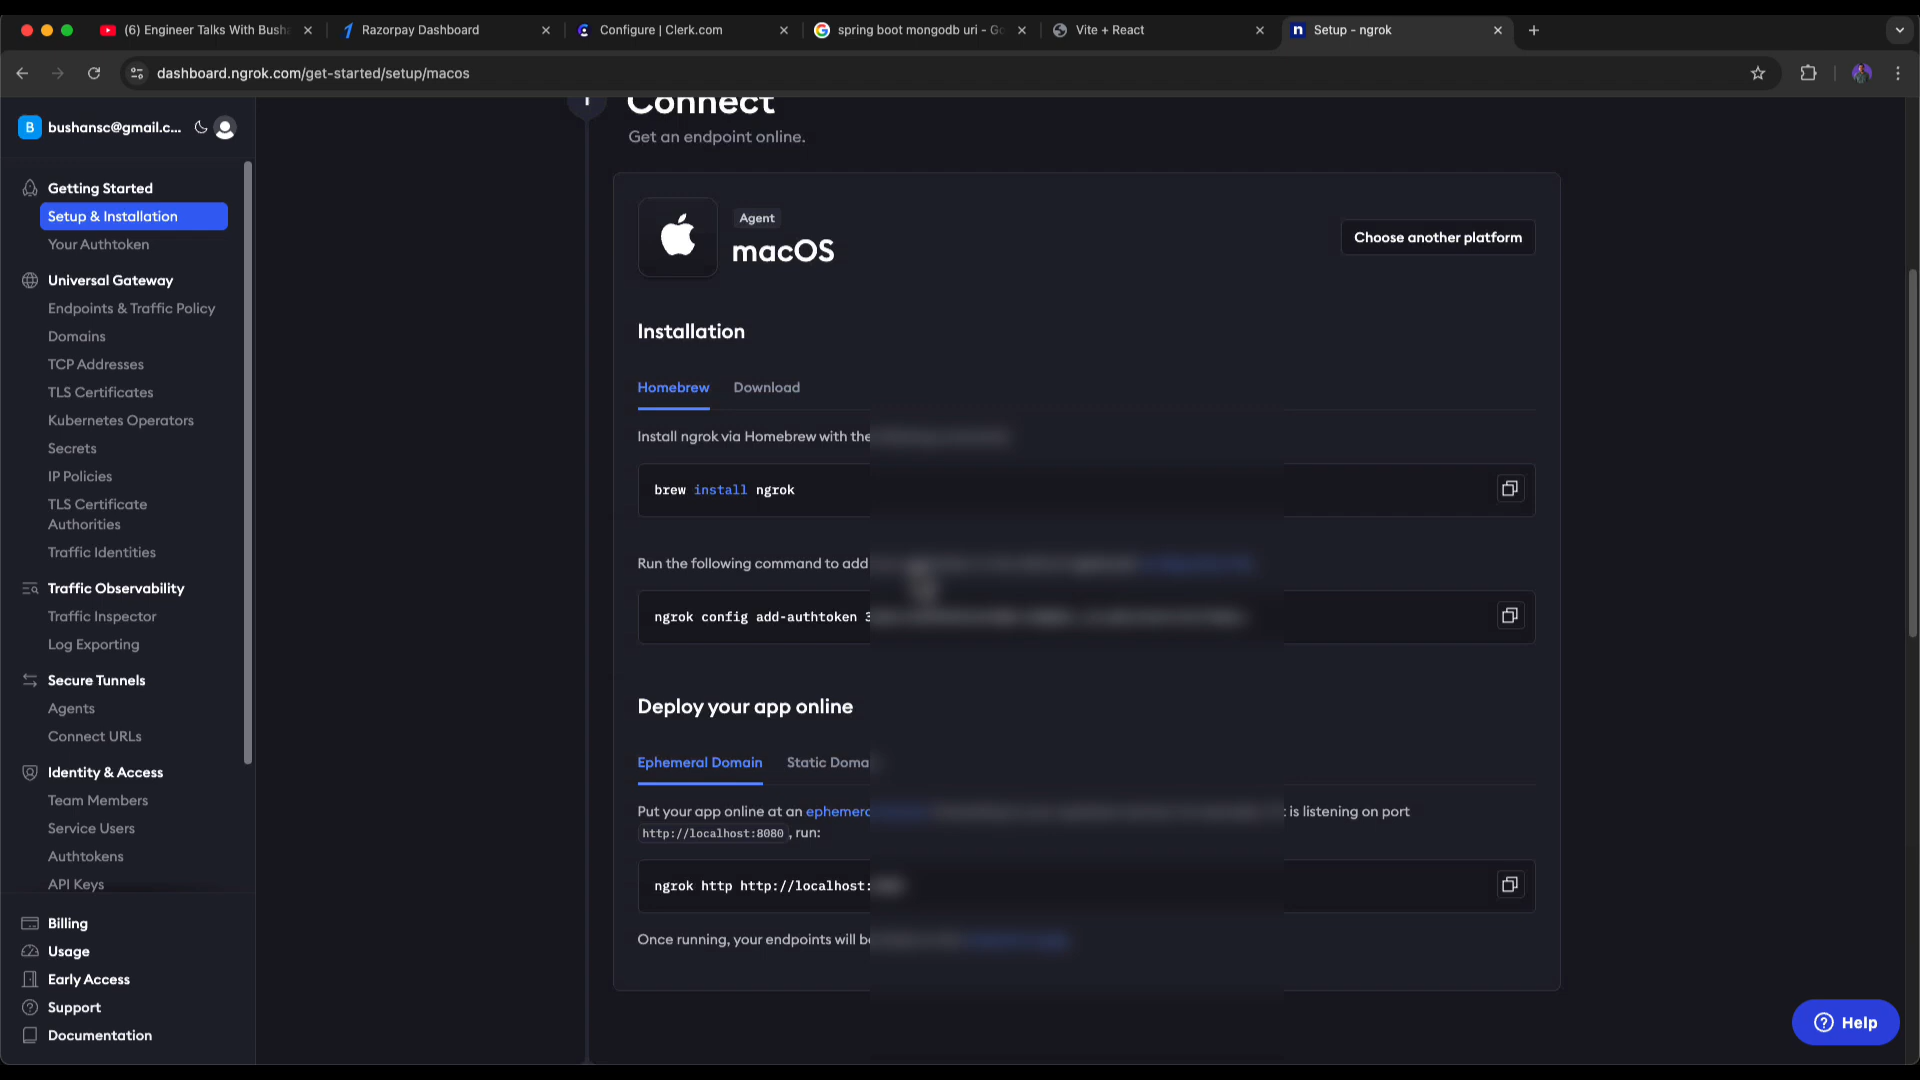 (6) Engineer Talks With Busha
Razorpay Dashboard
Configure | Clerk.com
spring boot mongodb uri - Go
Vite + React
n Setup - ngrok
dashboard.ngrok.com/get-started/setup/macos
B bushansc@gmail.c...
Getting Started
Setup & Installation
Your Authtoken
Universal Gateway
Endpoints & Traffic Policy
Domains
TCP Addresses
TLS Certificates
Kubernetes Operators
Secrets
IP Policies
TLS Certificate
Authorities
Traffic Identities
Traffic Observability
Traffic Inspector
Log Exporting
Secure Tunnels
Agents
Connect URLs
Identity & Access
Team Members
Service Users
Authtokens
API Keys
Billing
Usage
Early Access
Support
Documentation
Connect
Get an endpoint online.
Agent
macOS
Choose another platform
Installation
Homebrew Download
Install ngrok via Homebrew with the
brew install ngrok
Run the following command to add
ngrok config add-authtoken 3
Deploy your app online
Ephemeral Domain Static Doma
Put your app online at an ephemera is listening on port
http://localhost:8080 , run:
ngrok http http://localhost:
Once running, your endpoints will be
Help